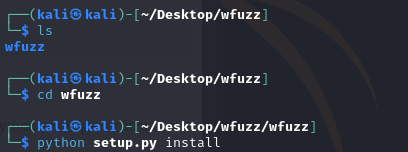 ┌──(kali㉿kali)-[~/Desktop/wfuzz]
└─$ ls
wfuzz
┌──(kali㉿kali)-[~/Desktop/wfuzz]
└─$ cd wfuzz
┌──(kali㉿kali)-[~/Desktop/wfuzz/wfuzz]
└─$ python setup.py install